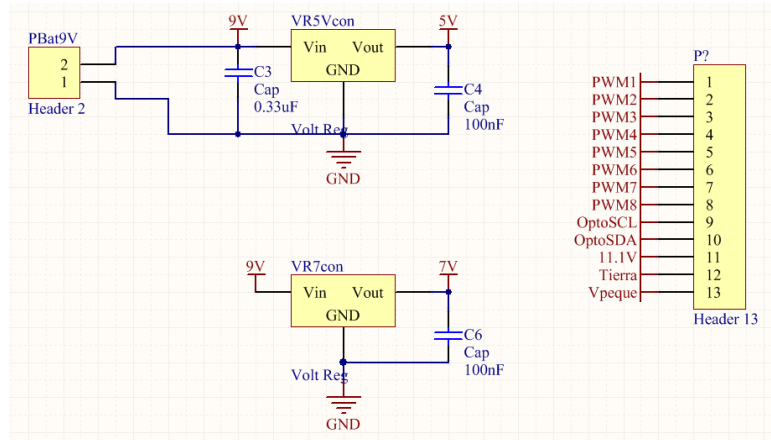 PBat9V
2
1
Header 2
9V
C3
Cap
0.33uF
VR5Vcon
Vin
Vout
GND
Volt Reg
GND
5V
C4
Cap
100nF
9V
VR7con
Vin
Vout
GND
Volt Reg
GND
7V
C6
Cap
100nF
P?
PWM1 1
PWM2 2
PWM3 3
PWM4 4
PWM5 5
PWM6 6
PWM7 7
PWM8 8
OptoSCL 9
OptoSDA 10
11.1V 11
Tierra 12
Vpeque 13
Header 13